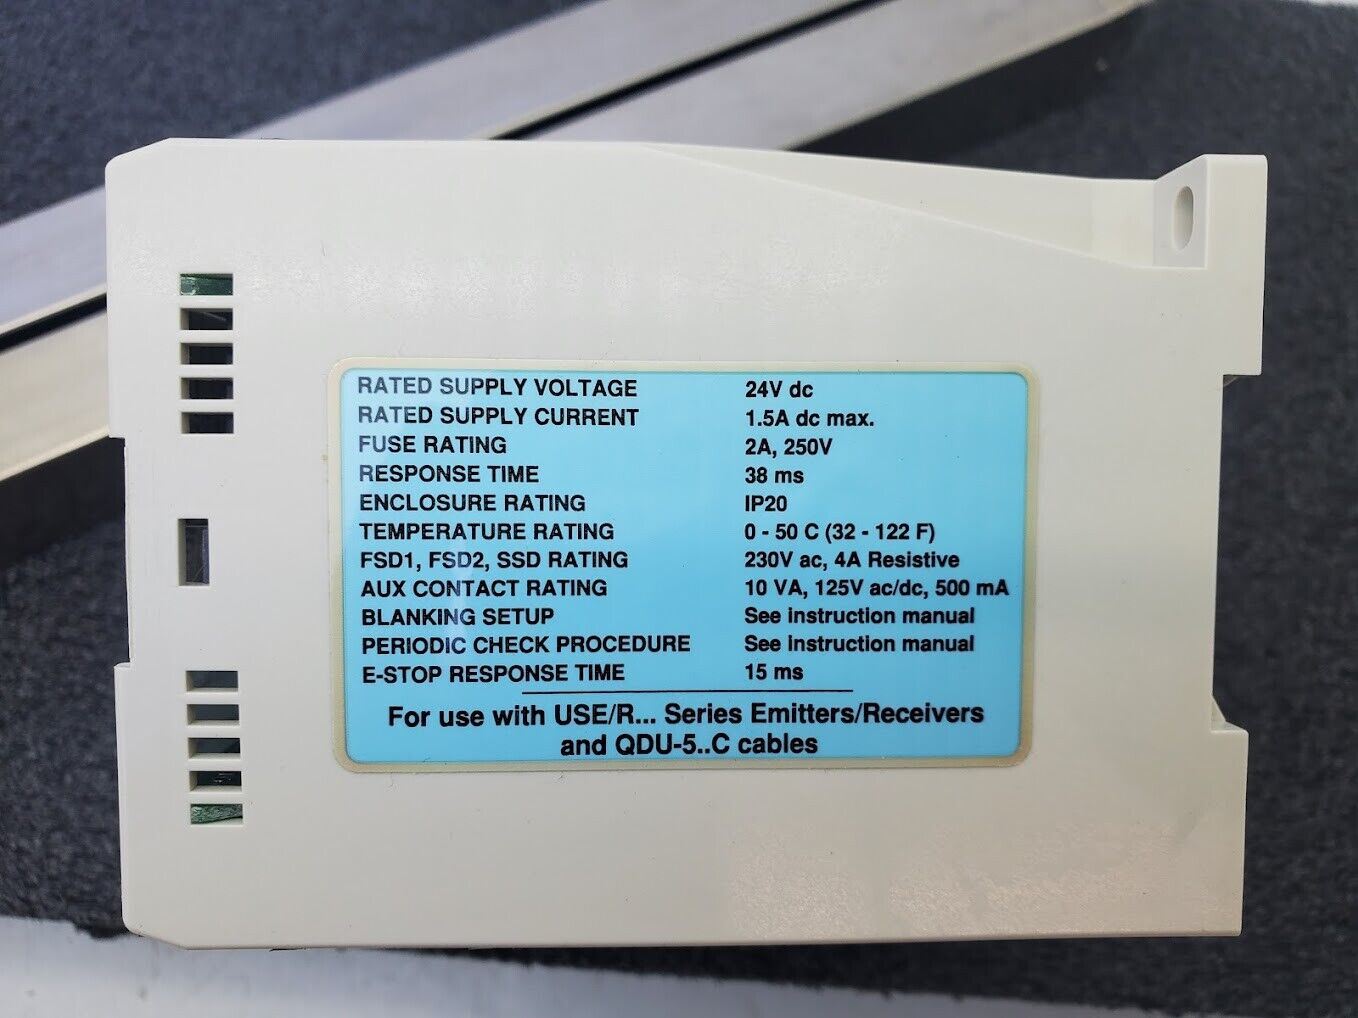 RATED SUPPLY VOLTAGE 24V dc
RATED SUPPLY CURRENT 1.5A dc max.
FUSE RATING 2A, 250V
RESPONSE TIME 38 ms
ENCLOSURE RATING IP20
TEMPERATURE RATING 0 - 50 C (32 - 122 F)
FSD1, FSD2, SSD RATING 230V ac, 4A Resistive
AUX CONTACT RATING 10 VA, 125V ac/dc, 500 mA
BLANKING SETUP See instruction manual
PERIODIC CHECK PROCEDURE See instruction manual
E-STOP RESPONSE TIME 15 ms
For use with USE/R... Series Emitters/Receivers
and QDU-5..C cables